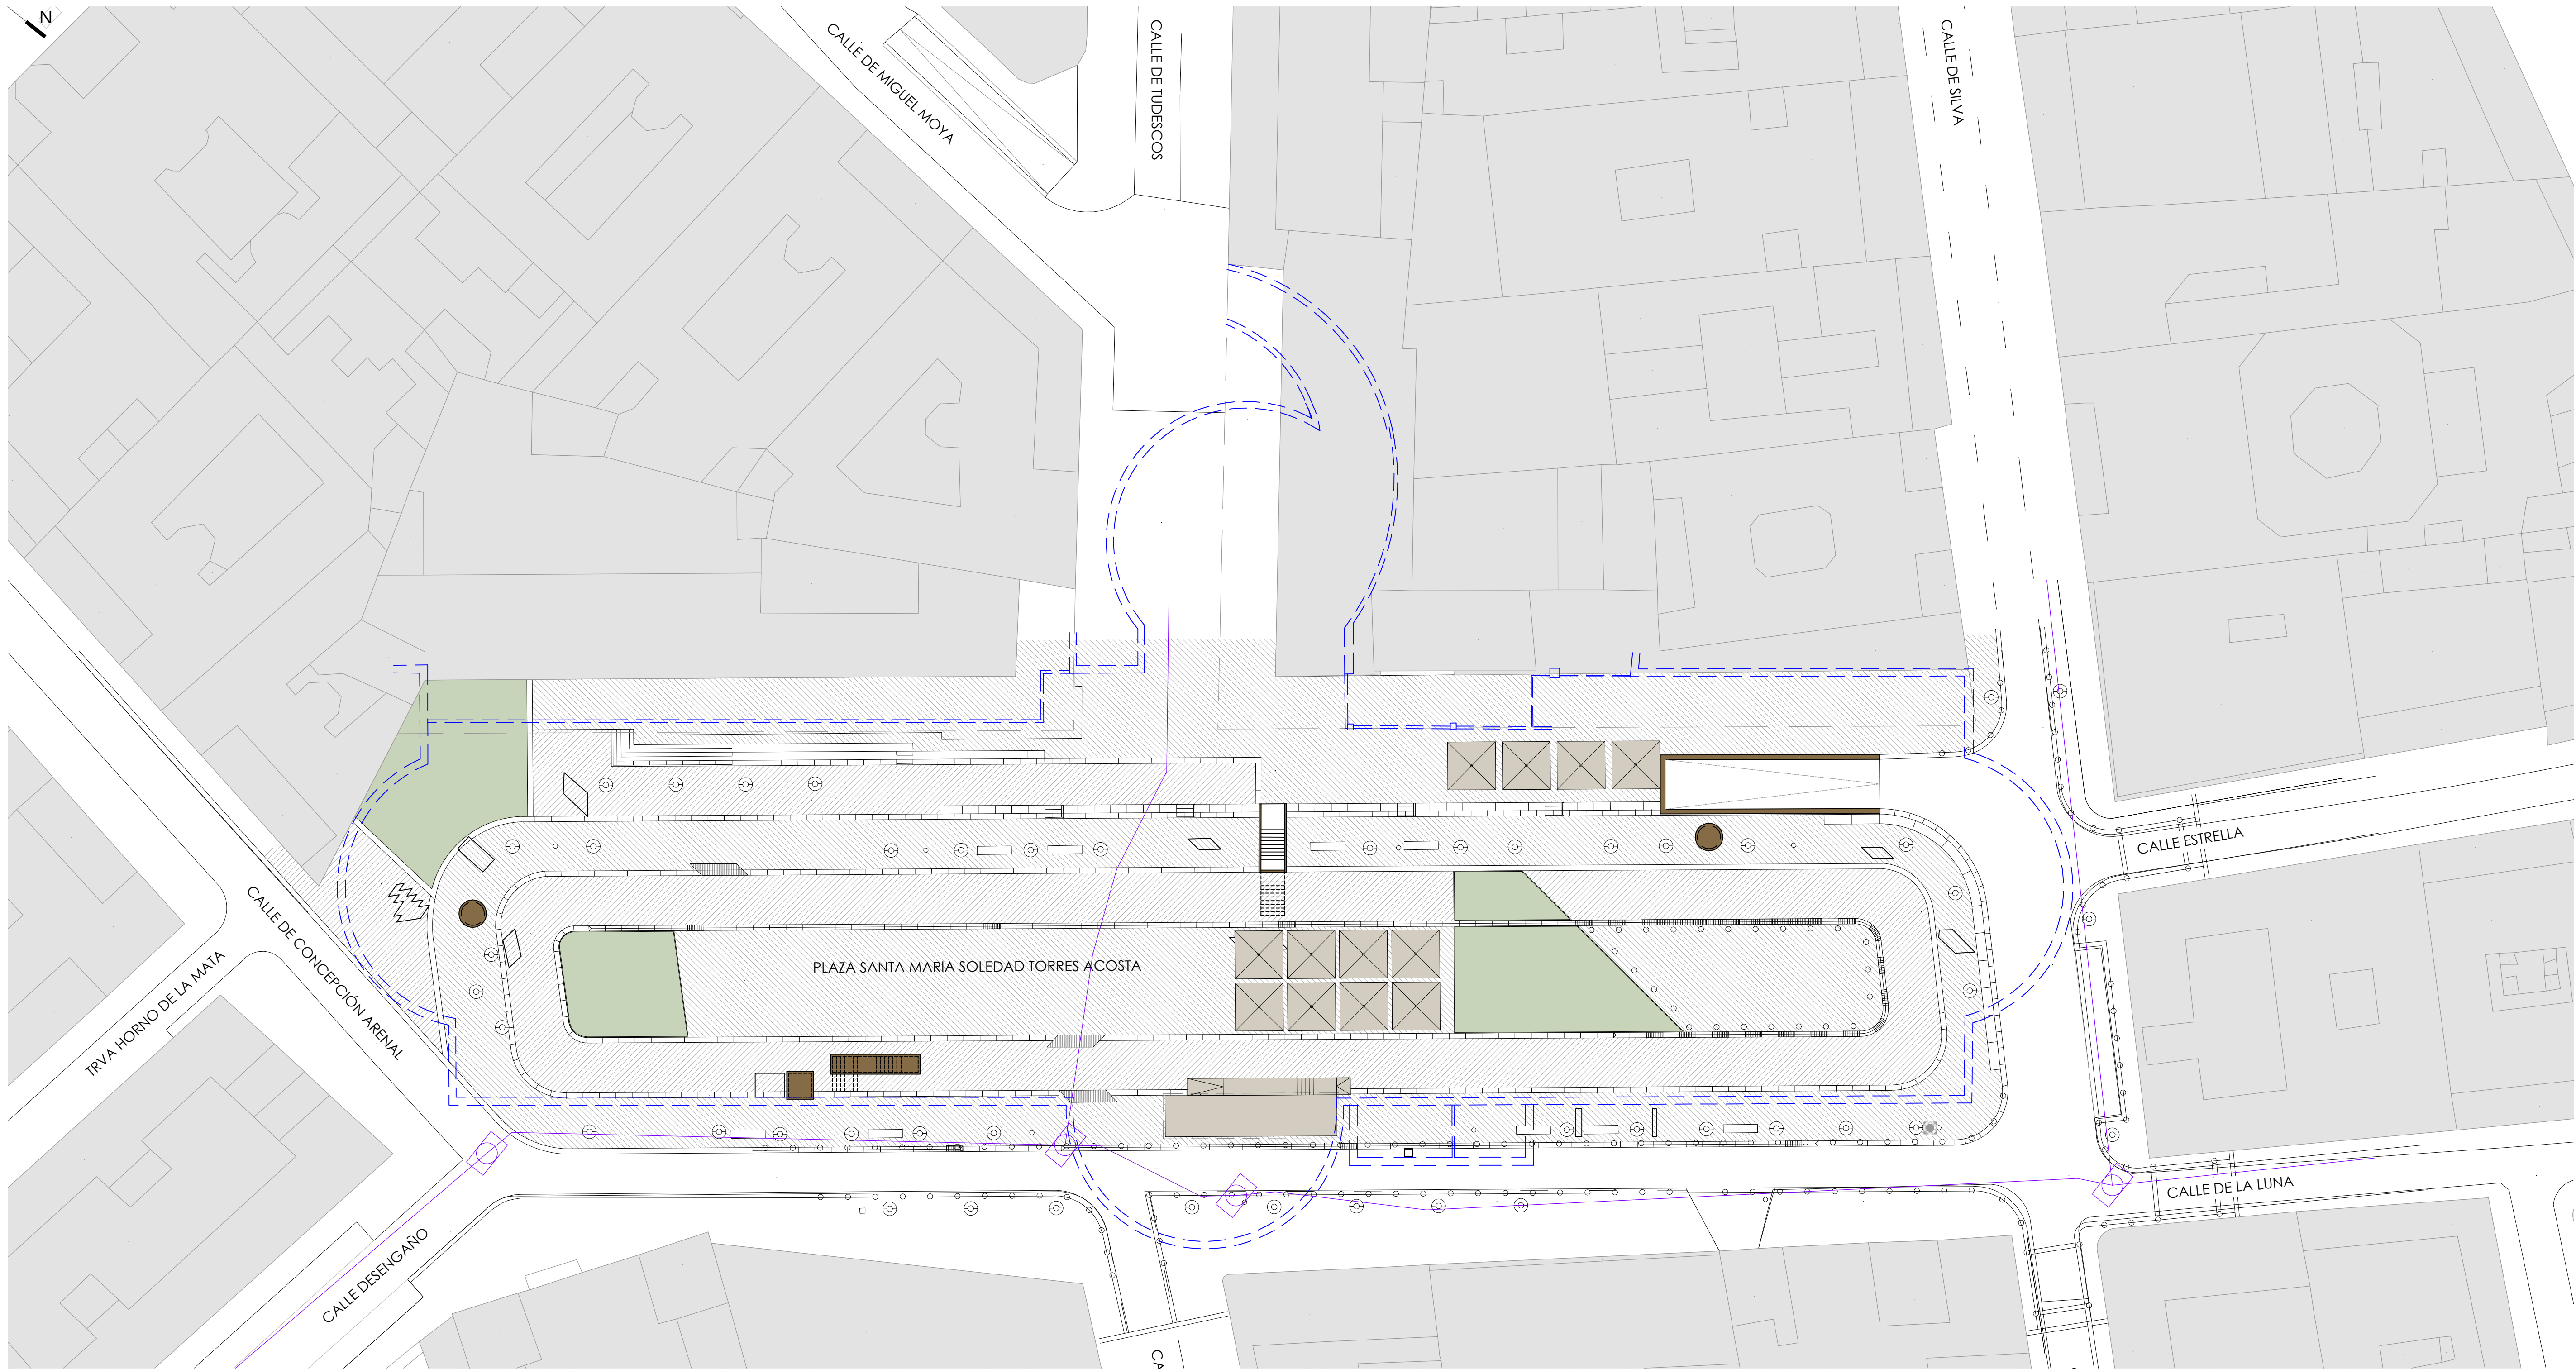 N
CALLE DE MIGUEL MOYA
CALLE DE TUDESCOS
CALLE DE SILVA
CALLE ESTRELLA
TRVA HORNO DE LA MATA
CALLE DE CONCEPCIÓN ARENAL
PLAZA SANTA MARIA SOLEDAD TORRES ACOSTA
CALLE DE LA LUNA
CALLE DESENGAÑO
CA